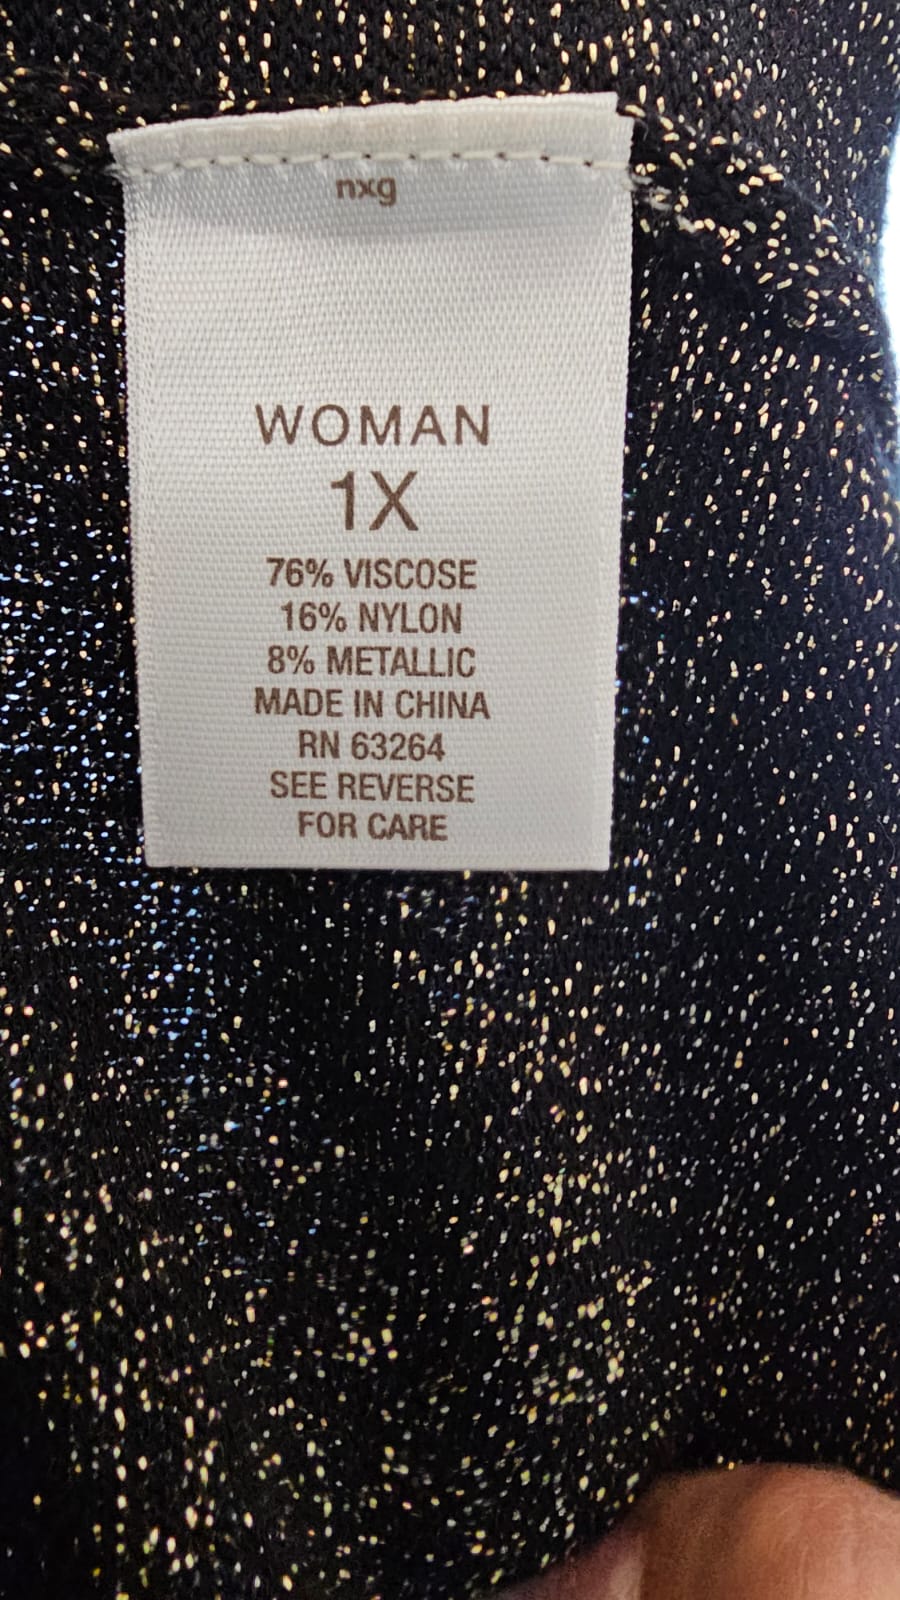 nxg
WOMAN
1X
76% VISCOSE
16% NYLON
8% METALLIC
MADE IN CHINA
RN 63264
SEE REVERSE
FOR CARE